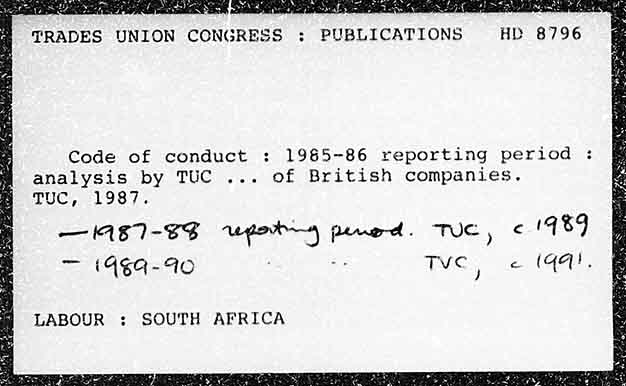 TRADES UNION CONGRESS : PUBLICATIONS HD 8796
Code of conduct : 1985-86 reporting period :
analysis by TUC ... of British companies.
TUC, 1987.
— 1987-88 reporting period. TUC, c 1989
— 1989-90 " " TUC, c 1991.
LABOUR : SOUTH AFRICA